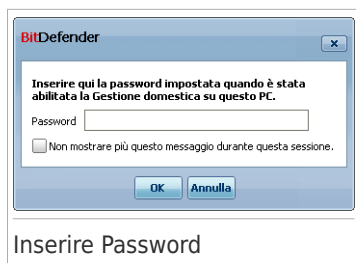 BitDefender
Inserire qui la password impostata quando è stata
abilitata la Gestione domestica su questo PC.
Password
Non mostrare più questo messaggio durante questa sessione.
OK Annulla
Inserire Password